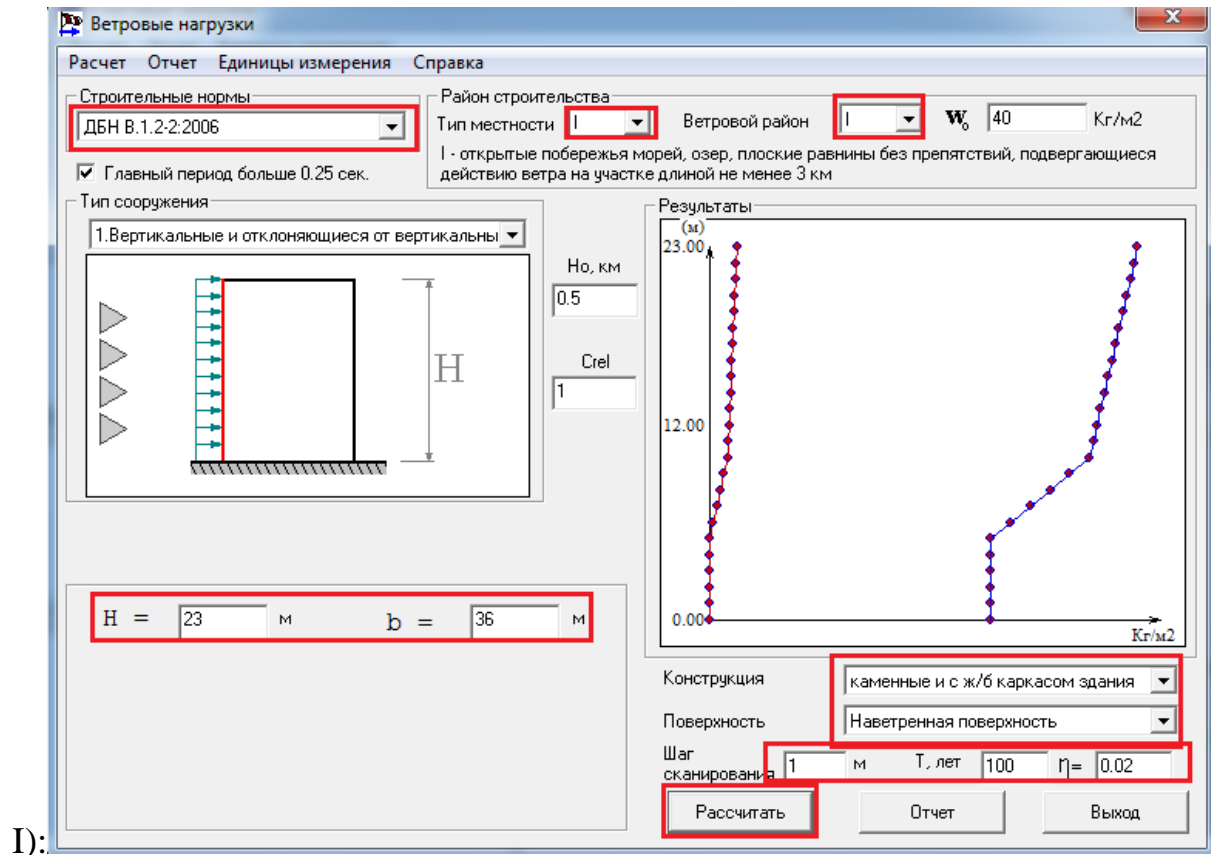 Ветровые нагрузки
Расчет Отчет Единицы измерения Справка
Строительные нормы
ДБН В.1.2-2:2006
Главный период больше 0.25 сек.
Район строительства
Тип местности I Ветровой район I W₀ 40 Кг/м2
I - открытые побережья морей, озер, плоские равнины без препятствий, подвергающиеся
действию ветра на участке длиной не менее 3 км
Тип сооружения
1.Вертикальные и отклоняющиеся от вертикальны
H
Но, км
0.5
Crel
1
Результаты
(м)
23.00
12.00
0.00
Кг/м2
H = 23 м b = 36 м
Конструкция каменные и с ж/б каркасом здания
Поверхность Наветренная поверхность
Шаг
сканирования 1 м Т, лет 100 η= 0.02
Рассчитать Отчет Выход
I):